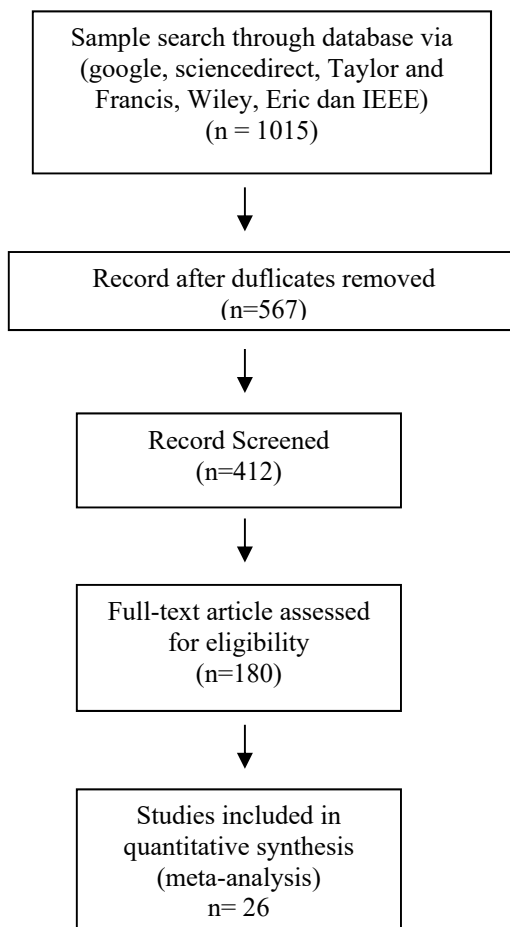 Sample search through database via
(google, sciencedirect, Taylor and
Francis, Wiley, Eric dan IEEE)
(n = 1015)
Record after duflicates removed
(n=567)
Record Screened
(n=412)
Full-text article assessed
for eligibility
(n=180)
Studies included in
quantitative synthesis
(meta-analysis)
n= 26